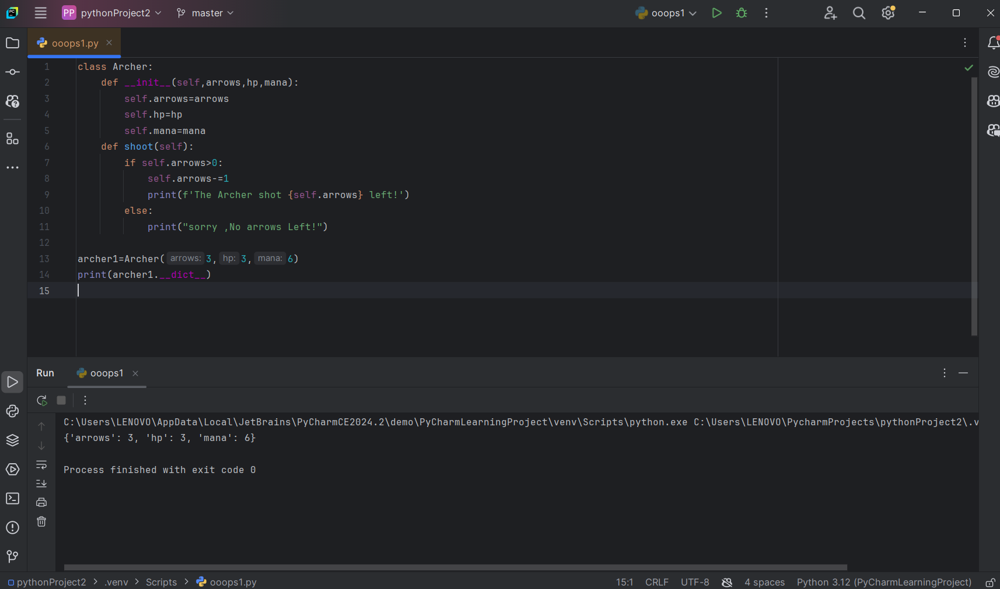 PC
PP pythonProject2 master ooops1
ooops1.py
1 class Archer:
2     def __init__(self,arrows,hp,mana):
3         self.arrows=arrows
4         self.hp=hp
5         self.mana=mana
6     def shoot(self):
7         if self.arrows>0:
8             self.arrows-=1
9             print(f'The Archer shot {self.arrows} left!')
10         else:
11             print("sorry ,No arrows Left!")
12
13 archer1=Archer( arrows: 3, hp: 3, mana: 6)
14 print(archer1.__dict__)
15
Run ooops1
C:\Users\LENOVO\AppData\Local\JetBrains\PyCharmCE2024.2\demo\PyCharmLearningProject\venv\Scripts\python.exe C:\Users\LENOVO\PycharmProjects\pythonProject2\.v
{'arrows': 3, 'hp': 3, 'mana': 6}
Process finished with exit code 0
pythonProject2 > .venv > Scripts > ooops1.py 15:1 CRLF UTF-8 4 spaces Python 3.12 (PyCharmLearningProject)